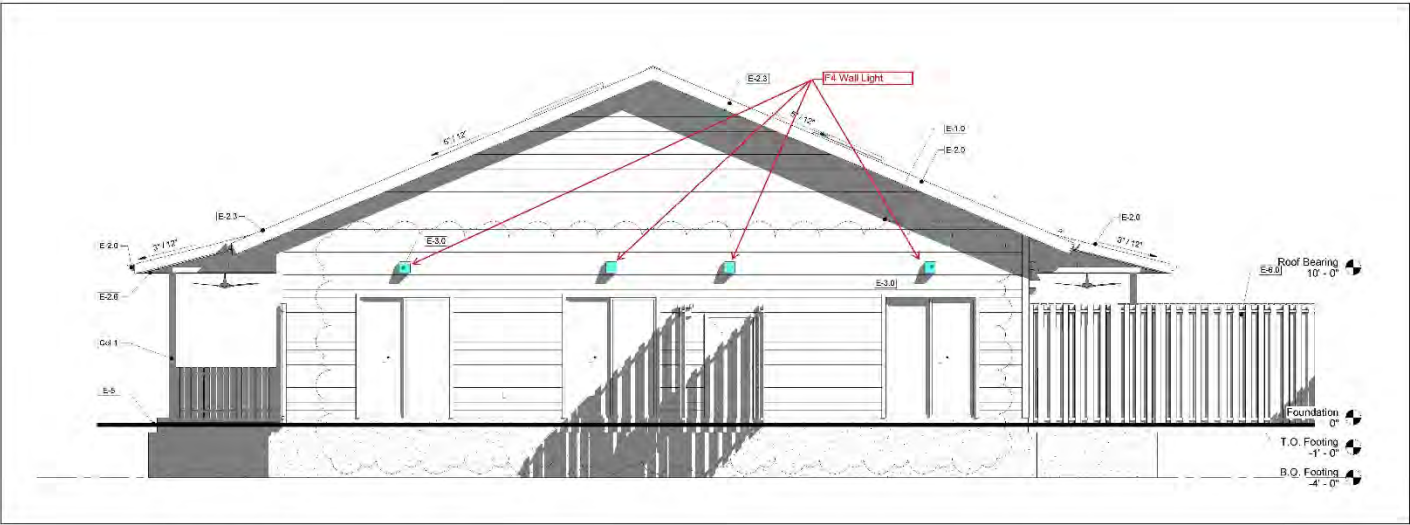 E-2.3
F4 Wall Light
6" / 12"
6" / 12"
E-1.0
E-2.0
E-2.3
E-2.0
E-2.0
3" / 12"
E-3.0
3" / 12"
Roof Bearing
10' - 0"
E-6.0
E-2.6
E-3.0
Col 1
E-5
Foundation
0"
T.O. Footing
-1' - 0"
B.O. Footing
-4' - 0"